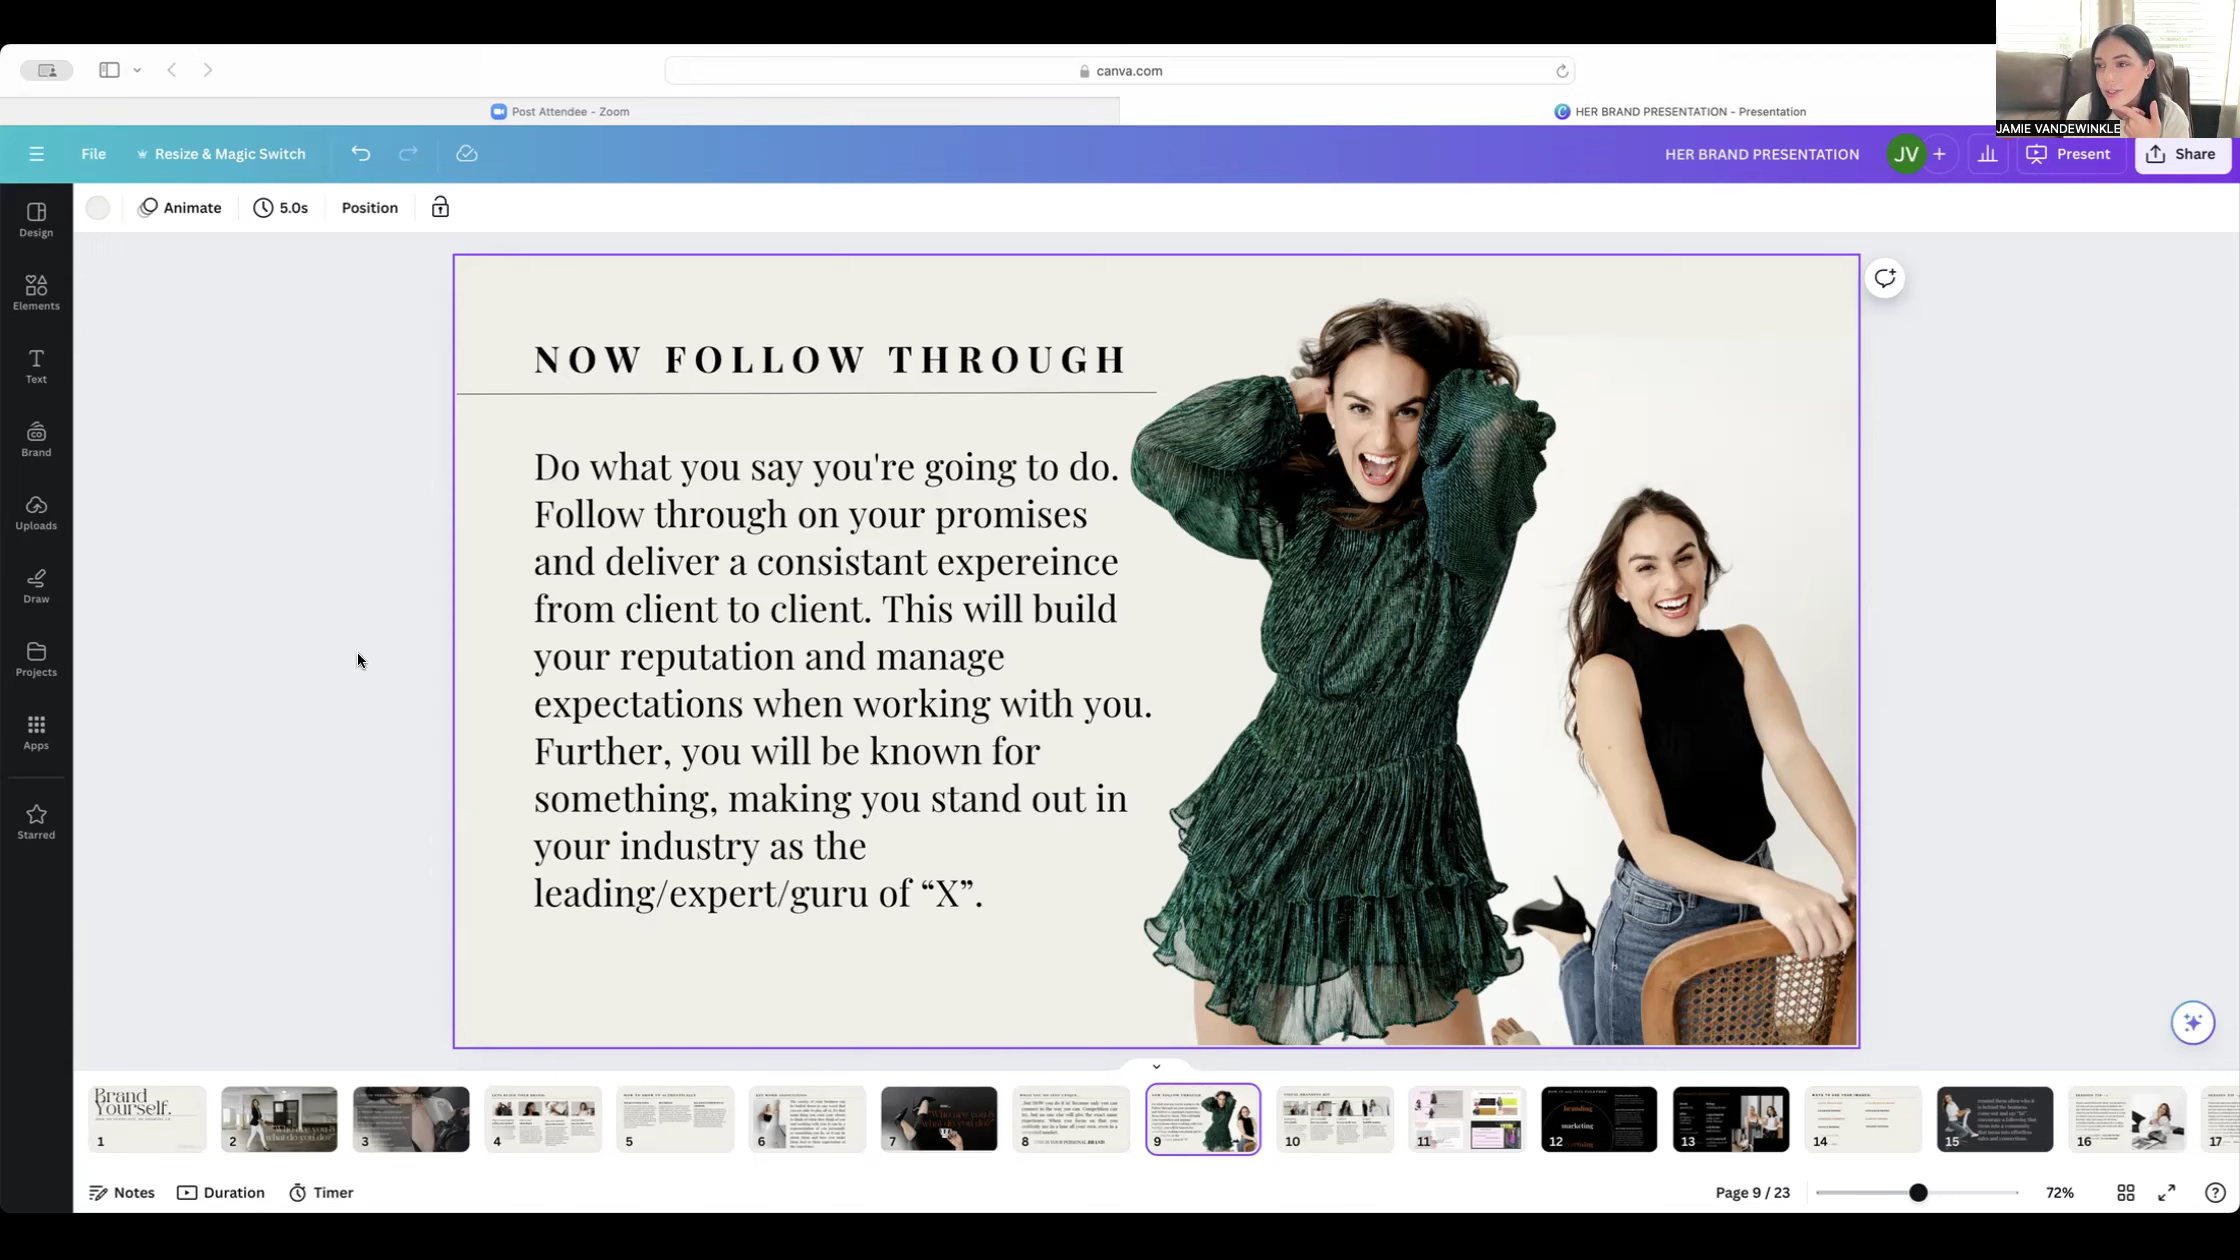 canva.com
Post Attendee - Zoom
HER BRAND PRESENTATION - Presentation
JAMIE VANDEWINKLE
File
Resize & Magic Switch
HER BRAND PRESENTATION
JV
Present
Share
Animate
5.0s
Position
Design
Elements
Text
Brand
Uploads
Draw
Projects
Apps
Starred
NOW FOLLOW THROUGH
Do what you say you're going to do.
Follow through on your promises
and deliver a consistant expereince
from client to client. This will build
your reputation and manage
expectations when working with you.
Further, you will be known for
something, making you stand out in
your industry as the
leading/expert/guru of “X”.
Brand
Yourself.
1
2
3
4
5
6
7
8
9
10
11
12
branding
marketing
13
14
15
16
17
Notes
Duration
Timer
Page 9 / 23
72%